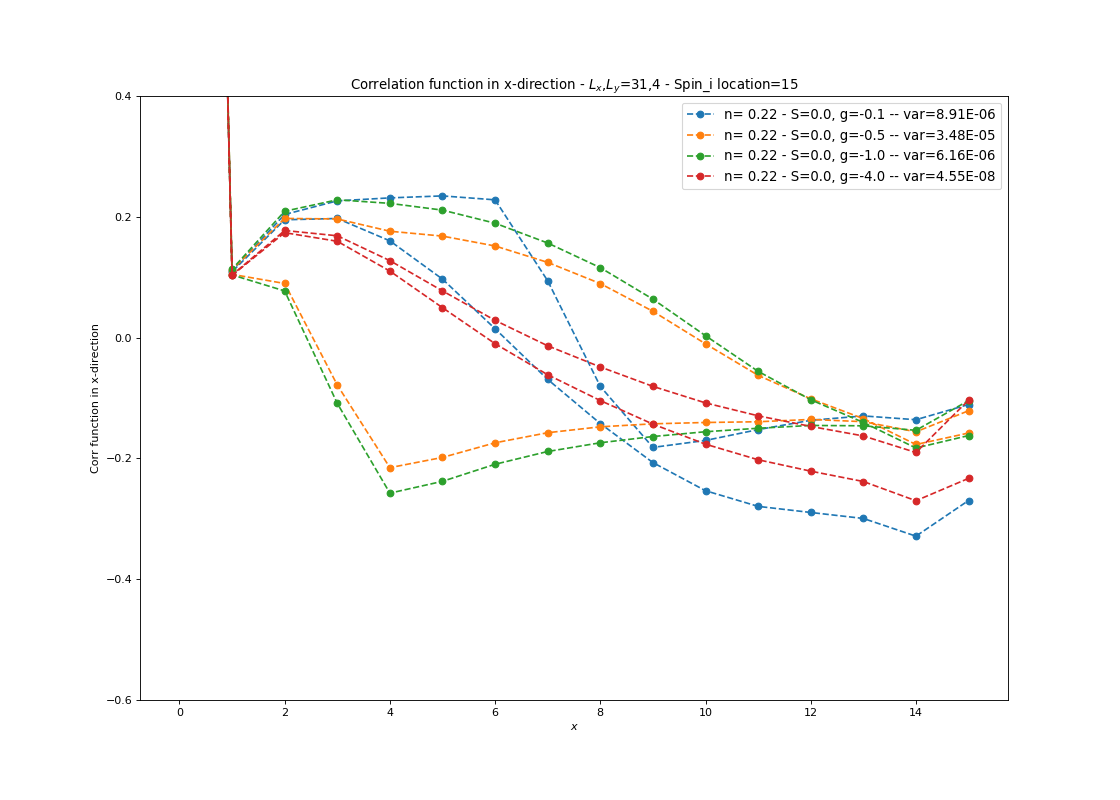 Correlation function in x-direction - Lx,Ly=31,4 - Spin_i location=15
n= 0.22 - S=0.0, g=-0.1 -- var=8.91E-06
n= 0.22 - S=0.0, g=-0.5 -- var=3.48E-05
n= 0.22 - S=0.0, g=-1.0 -- var=6.16E-06
n= 0.22 - S=0.0, g=-4.0 -- var=4.55E-08
Corr function in x-direction
0.4
0.2
0.0
−0.2
−0.4
−0.6
0 2 4 6 8 10 12 14
x